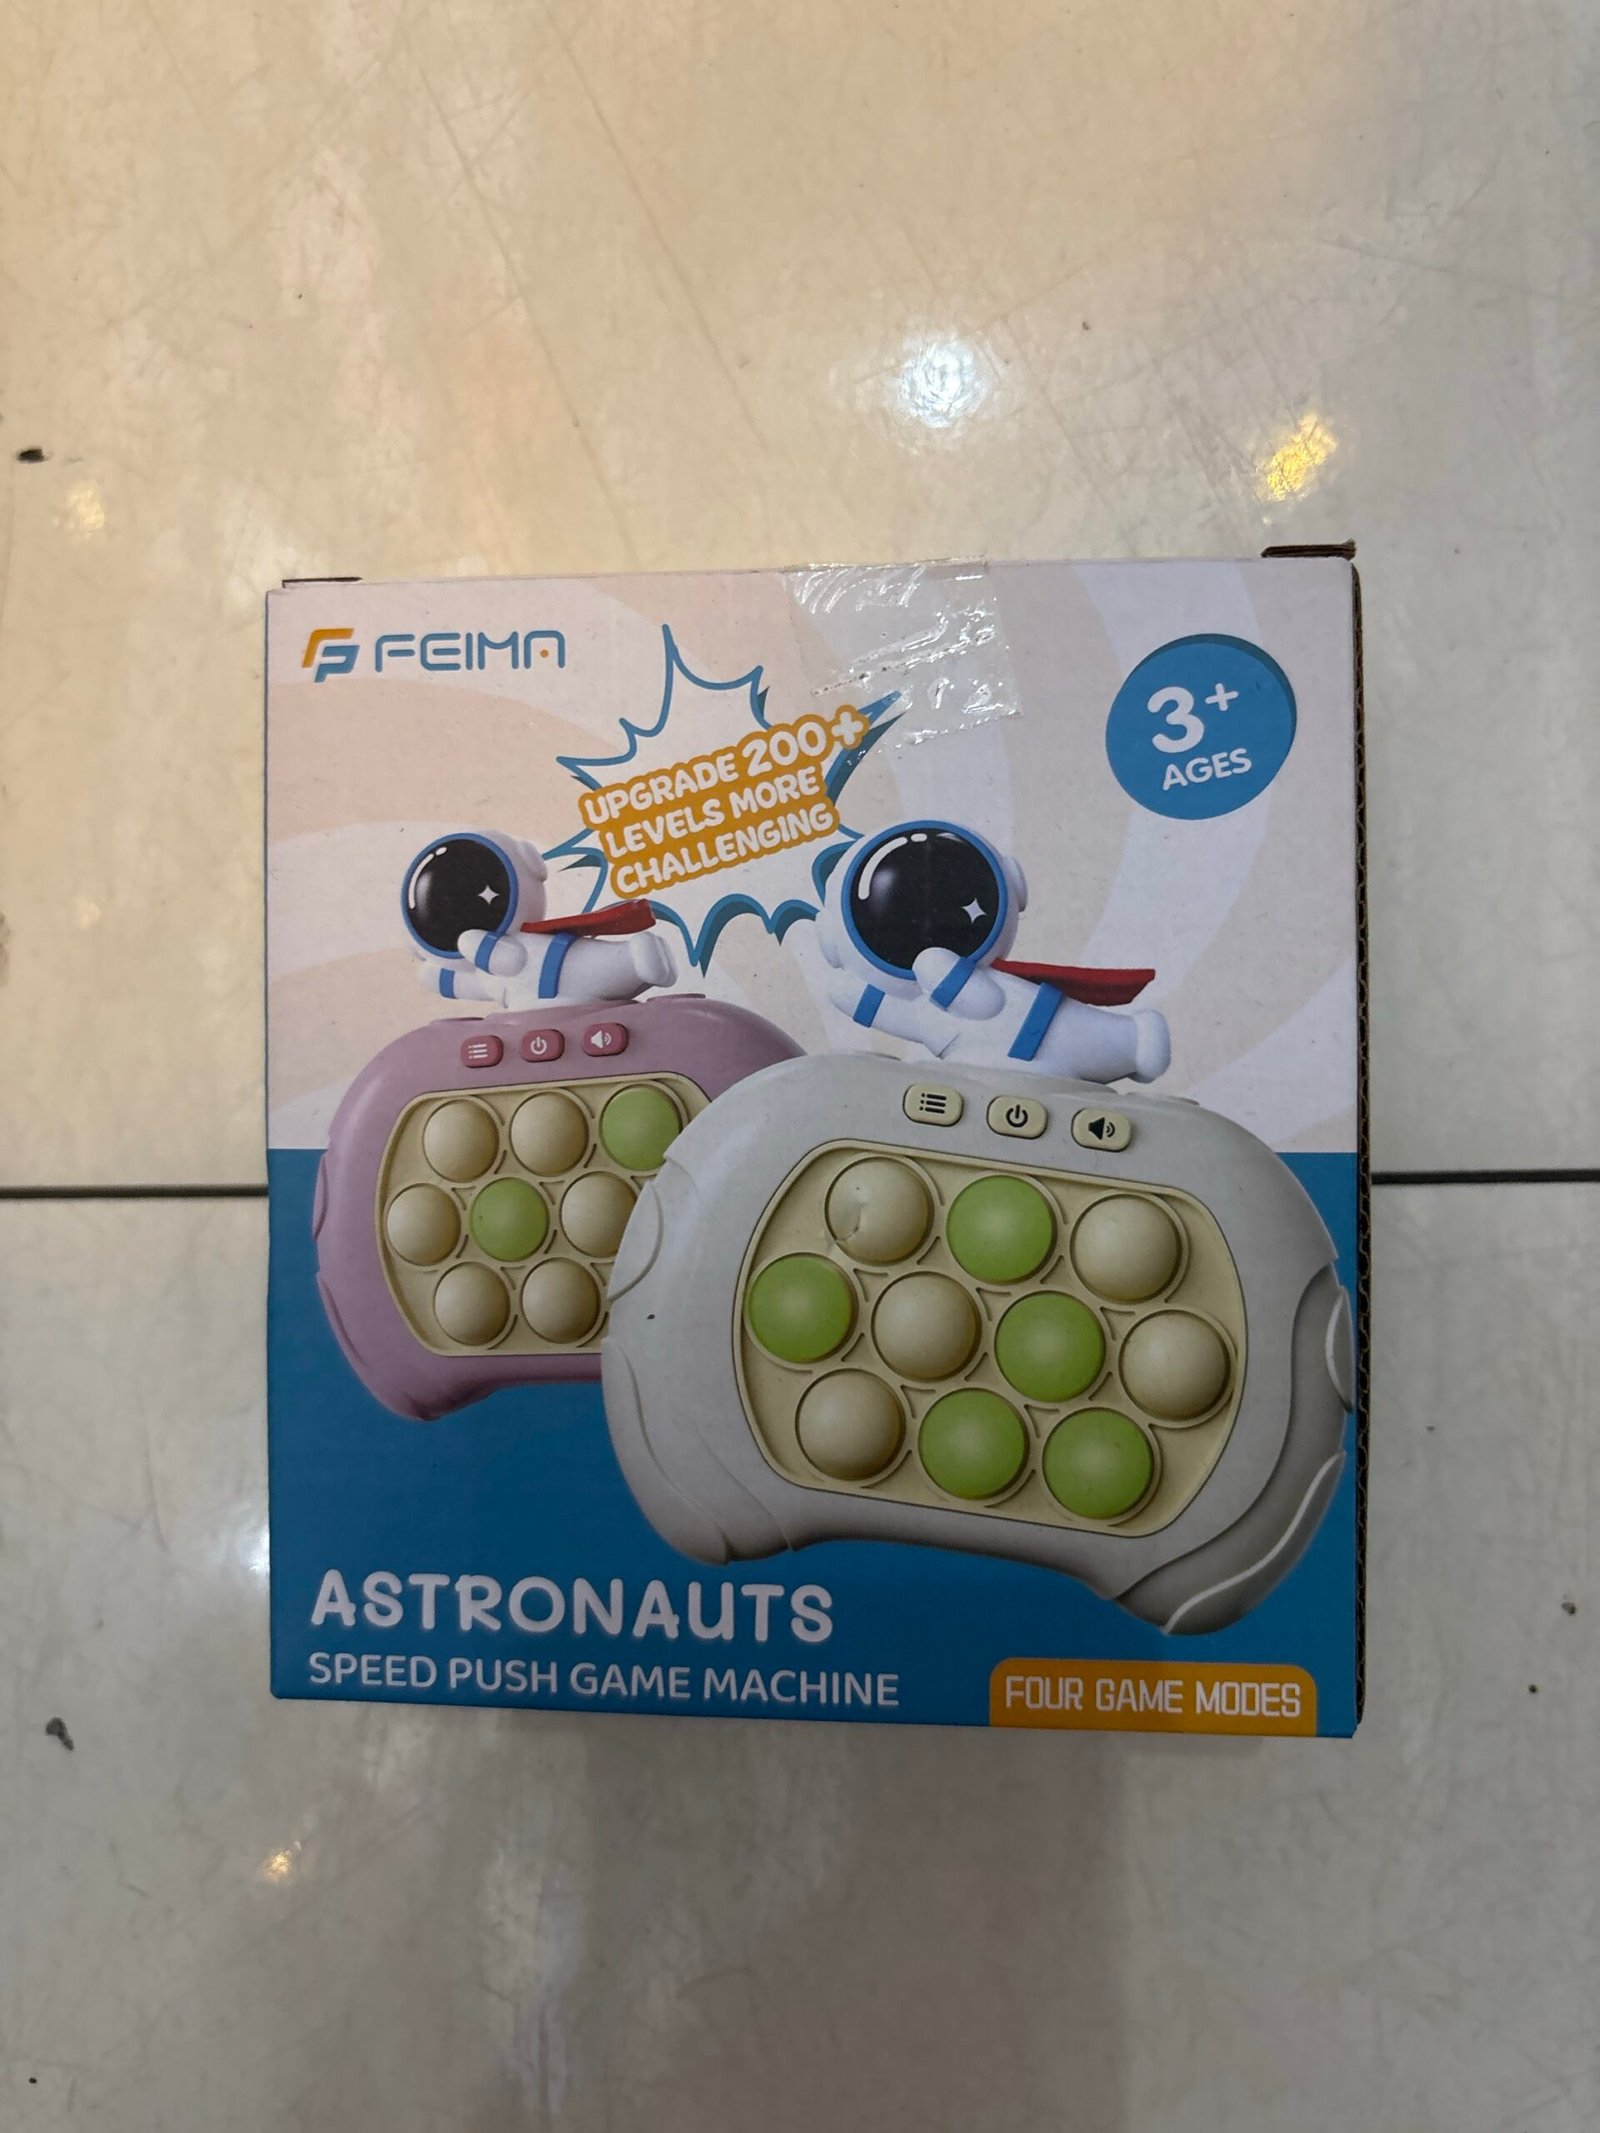 FEIMA
UPGRADE 200+
LEVELS MORE
CHALLENGING
3+
AGES
ASTRONAUTS
SPEED PUSH GAME MACHINE
FOUR GAME MODES